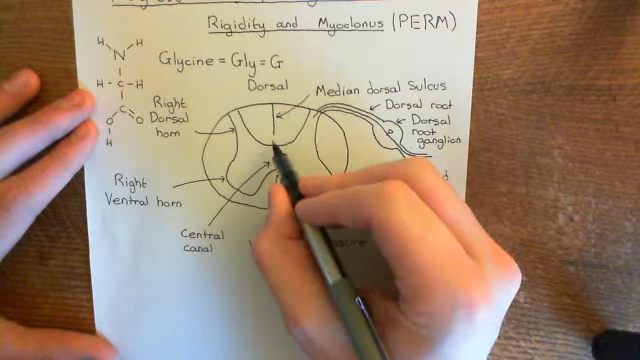 Rigidity and Myoclonus (PERM)
H H
N
Glycine = Gly = G
H - C - H
C
O O
H
Dorsal
Median dorsal Sulcus
Dorsal root
Dorsal root ganglion
Right Dorsal horn
Right Ventral horn
Central canal